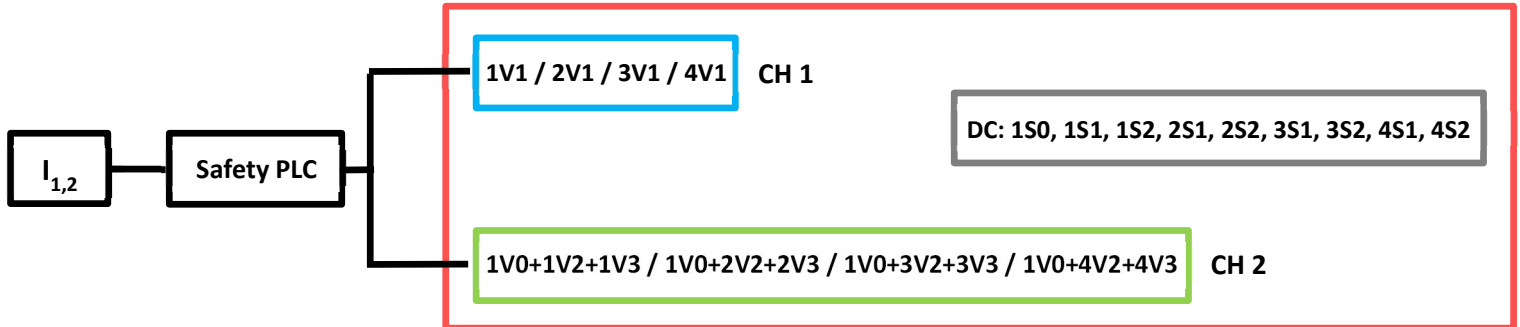 1V1 / 2V1 / 3V1 / 4V1
CH 1
DC: 1S0, 1S1, 1S2, 2S1, 2S2, 3S1, 3S2, 4S1, 4S2
I1,2
Safety PLC
1V0+1V2+1V3 / 1V0+2V2+2V3 / 1V0+3V2+3V3 / 1V0+4V2+4V3
CH 2